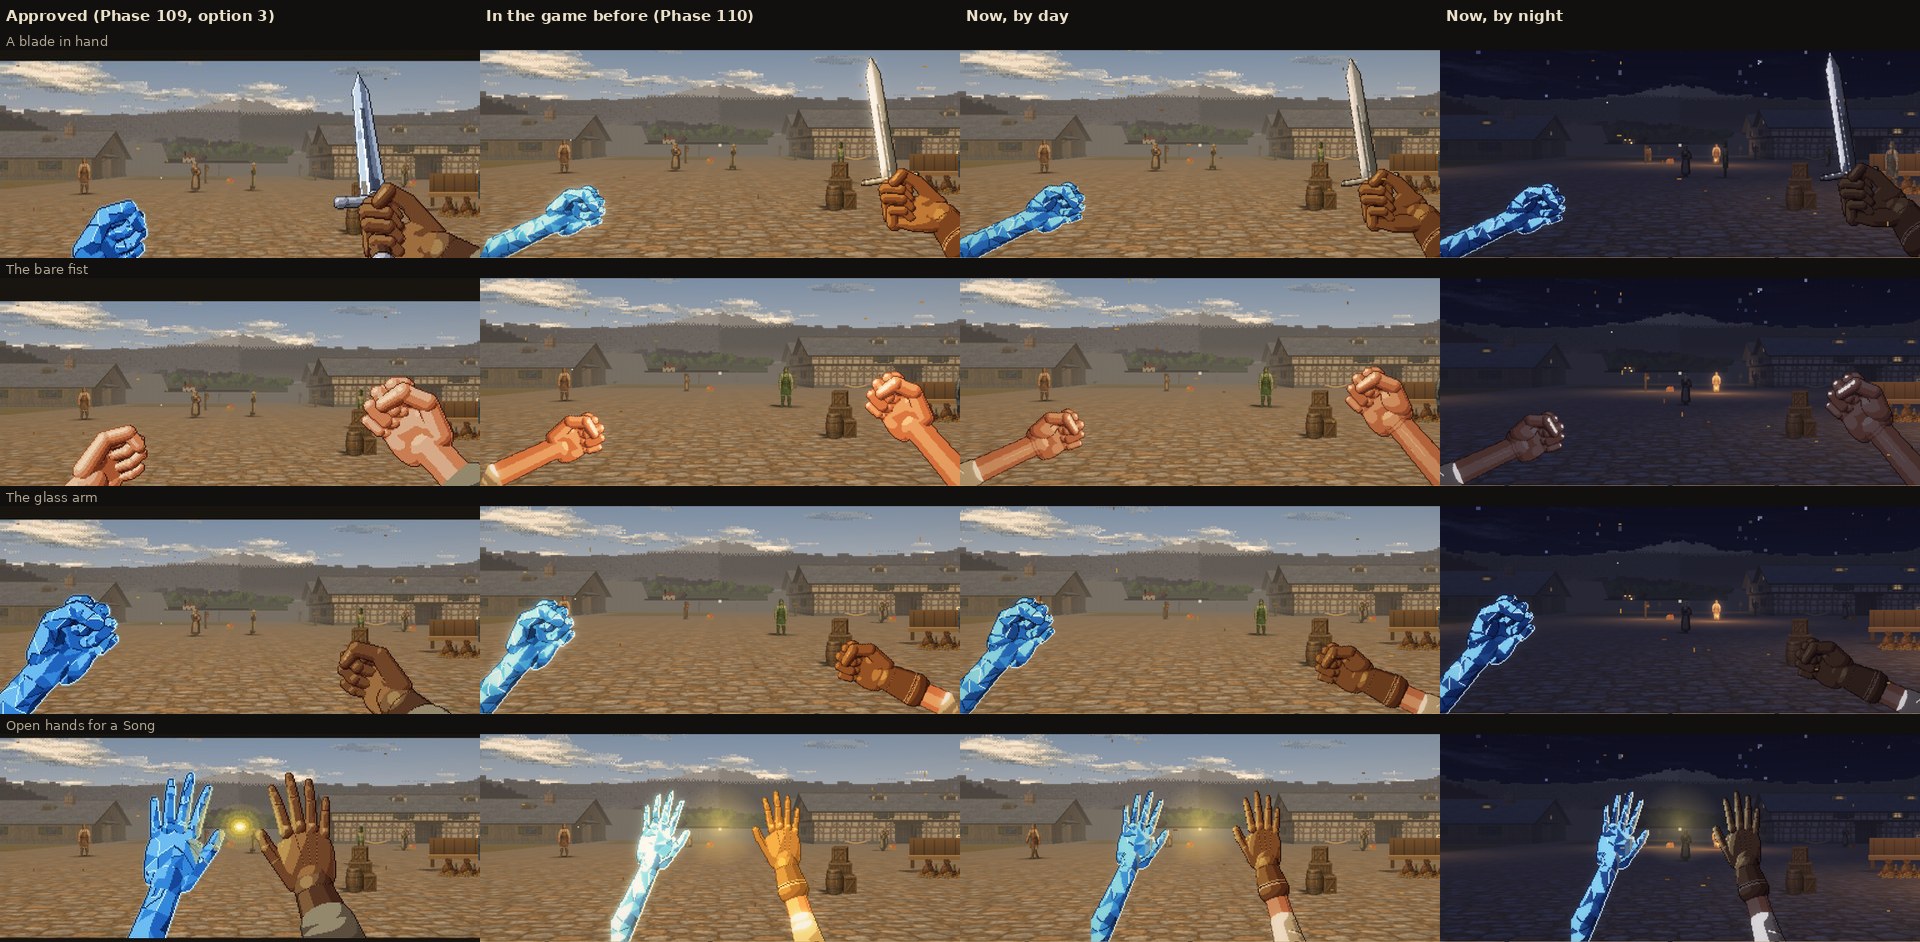 Approved (Phase 109, option 3)
In the game before (Phase 110)
Now, by day
Now, by night
A blade in hand
The bare fist
The glass arm
Open hands for a Song